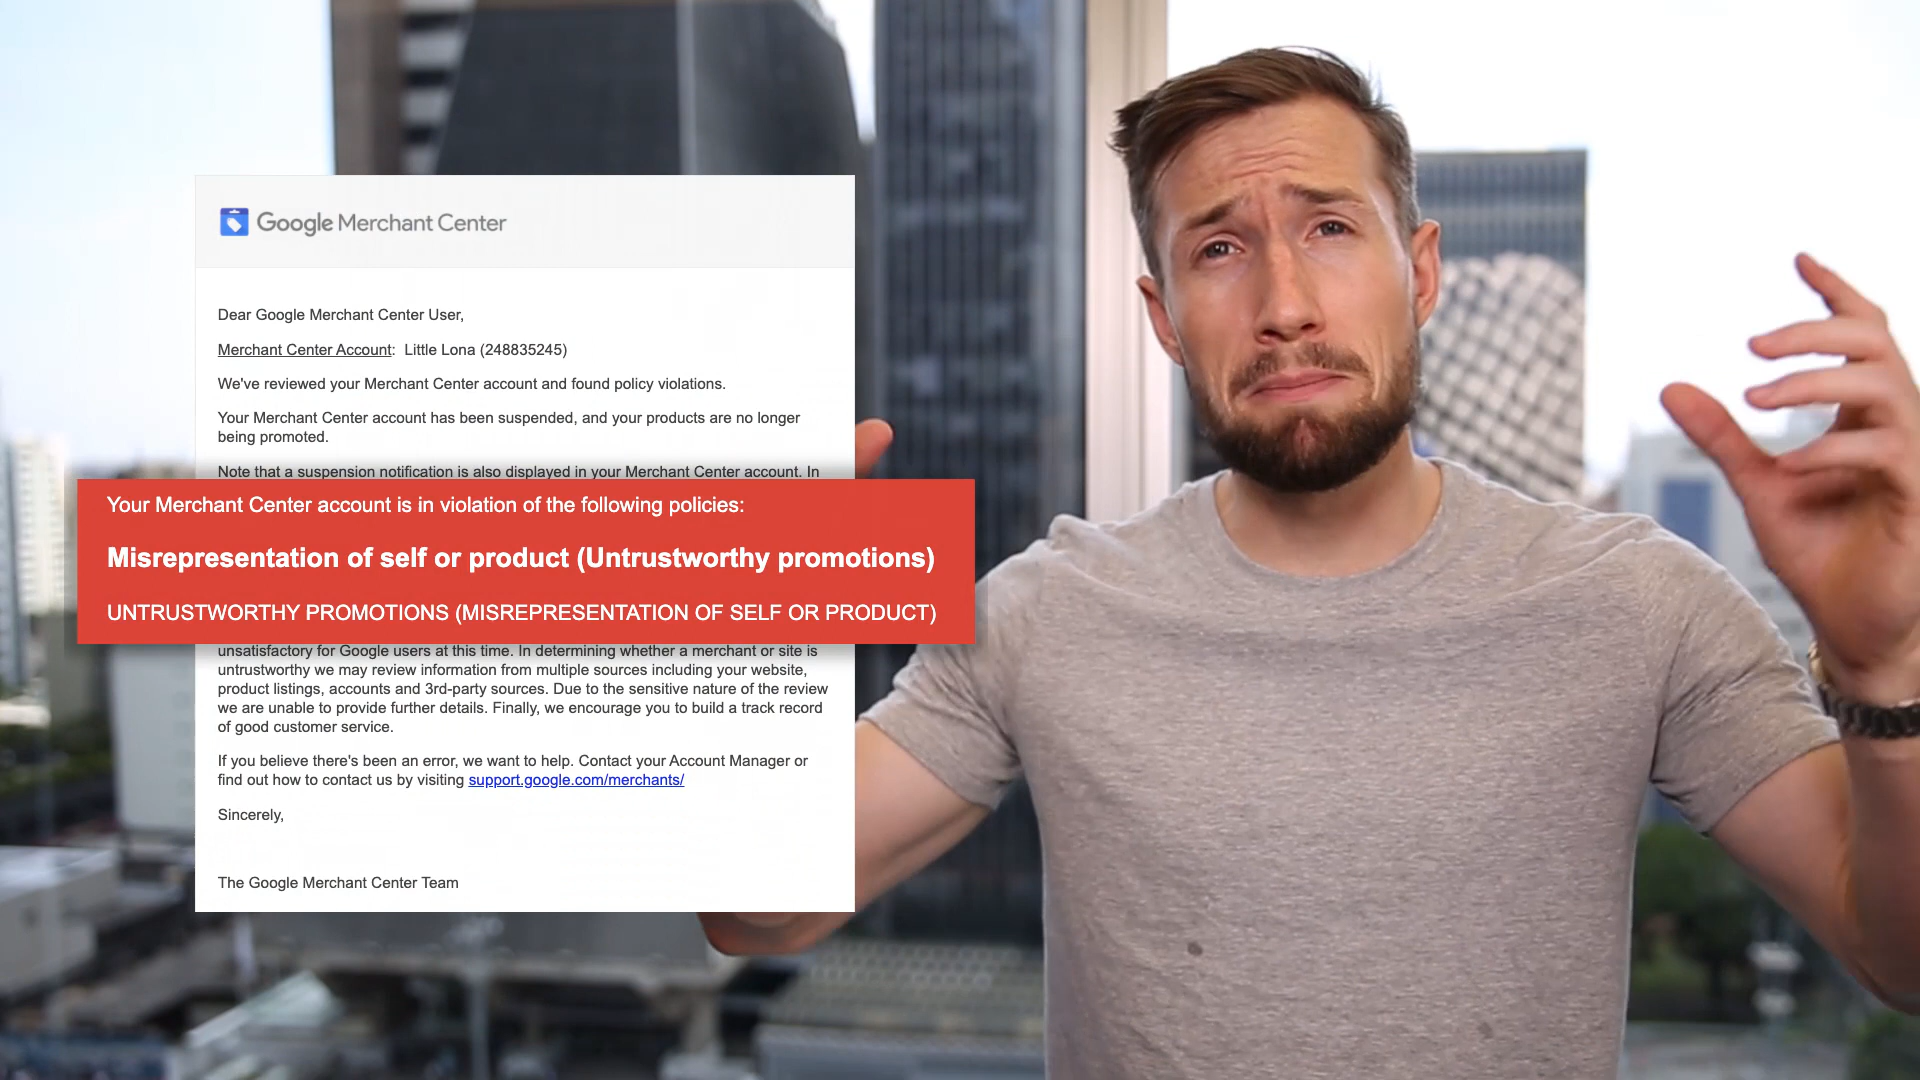 Google Merchant Center
Dear Google Merchant Center User,
Merchant Center Account:  Little Lona (248835245)
We've reviewed your Merchant Center account and found policy violations.
Your Merchant Center account has been suspended, and your products are no longer
being promoted.
Note that a suspension notification is also displayed in your Merchant Center account. In
Your Merchant Center account is in violation of the following policies:
Misrepresentation of self or product (Untrustworthy promotions)
UNTRUSTWORTHY PROMOTIONS (MISREPRESENTATION OF SELF OR PRODUCT)
unsatisfactory for Google users at this time. In determining whether a merchant or site is
untrustworthy we may review information from multiple sources including your website,
product listings, accounts and 3rd-party sources. Due to the sensitive nature of the review
we are unable to provide further details. Finally, we encourage you to build a track record
of good customer service.
If you believe there's been an error, we want to help. Contact your Account Manager or
find out how to contact us by visiting support.google.com/merchants/
Sincerely,
The Google Merchant Center Team